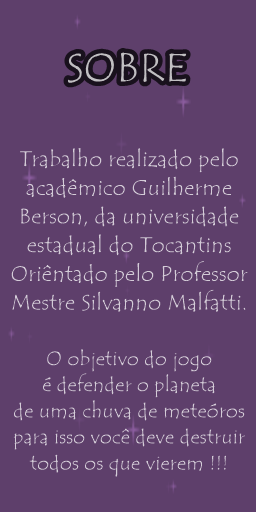 SOBRE
Trabalho realizado pelo
acadêmico Guilherme
Berson, da universidade
estadual do Tocantins
Oriêntado pelo Professor
Mestre Silvanno Malfatti.
O objetivo do jogo
é defender o planeta
de uma chuva de meteóros
para isso você deve destruir
todos os que vierem !!!